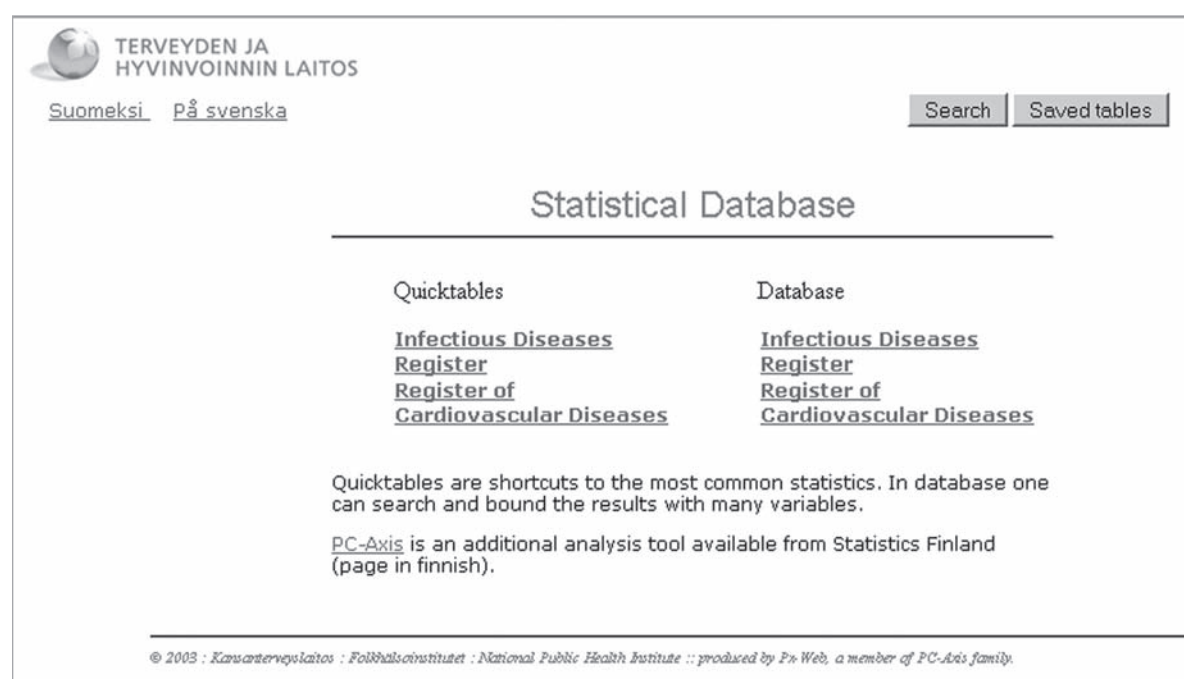 TERVEYDEN JA
HYVINVOINNIN LAITOS
Suomeksi På svenska
Search Saved tables
Statistical Database
Quicktables Database
Infectious Diseases Infectious Diseases
Register Register
Register of Register of
Cardiovascular Diseases Cardiovascular Diseases
Quicktables are shortcuts to the most common statistics. In database one
can search and bound the results with many variables.
PC-Axis is an additional analysis tool available from Statistics Finland
(page in finnish).
© 2003 : Kansanterveyslaitos : Folkhälsoinstitutet : National Public Health Institute :: produced by Px-Web, a member of PC-Axis family.